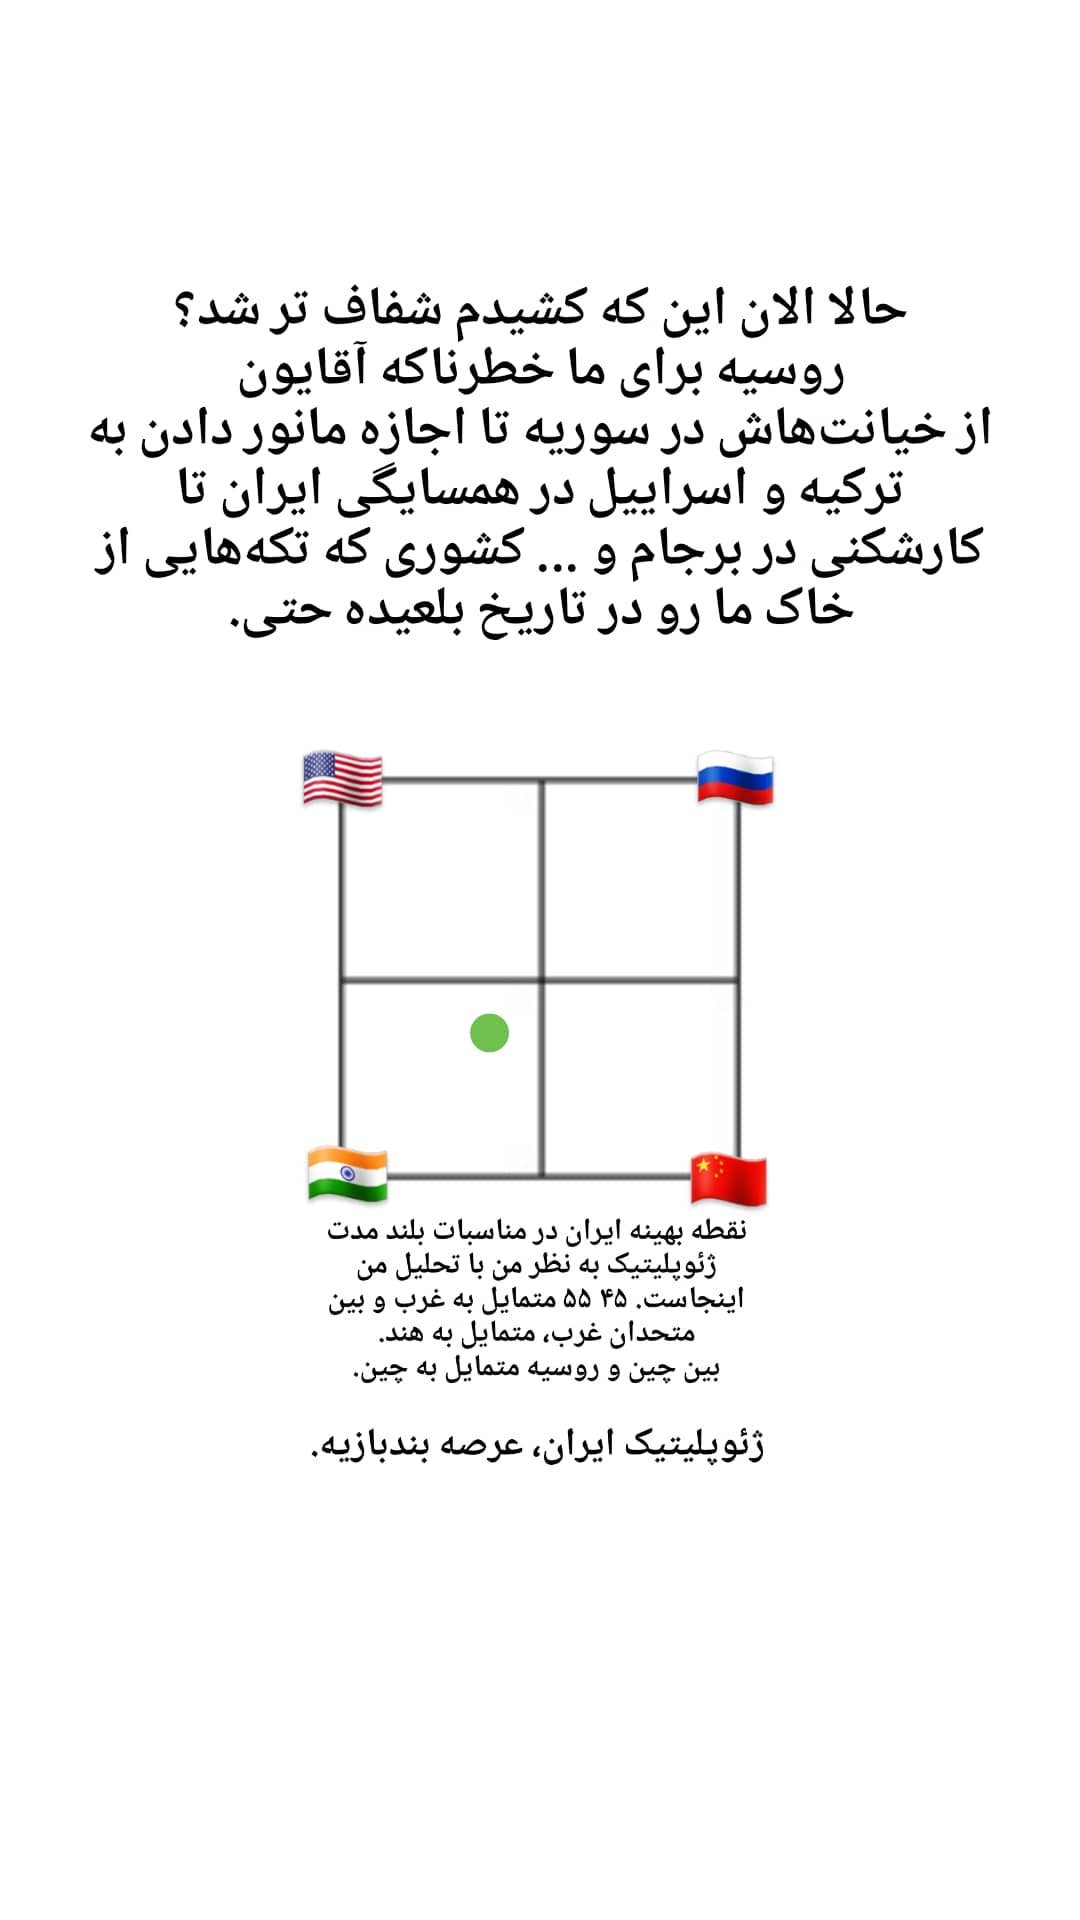 حالا الان این که کشیدم شفاف تر شد؟
روسیه برای ما خطرناکه آقایون
از خیانت‌هاش در سوریه تا اجازه مانور دادن به
ترکیه و اسراییل در همسایگی ایران تا
کارشکنی در برجام و ... کشوری که تکه‌هایی از
خاک ما رو در تاریخ بلعیده حتی.
نقطه بهینه ایران در مناسبات بلند مدت
ژئوپلیتیک به نظر من با تحلیل من
اینجاست. ۴۵ ۵۵ متمایل به غرب و بین
متحدان غرب، متمایل به هند.
بین چین و روسیه متمایل به چین.
ژئوپلیتیک ایران، عرصه بندبازیه.